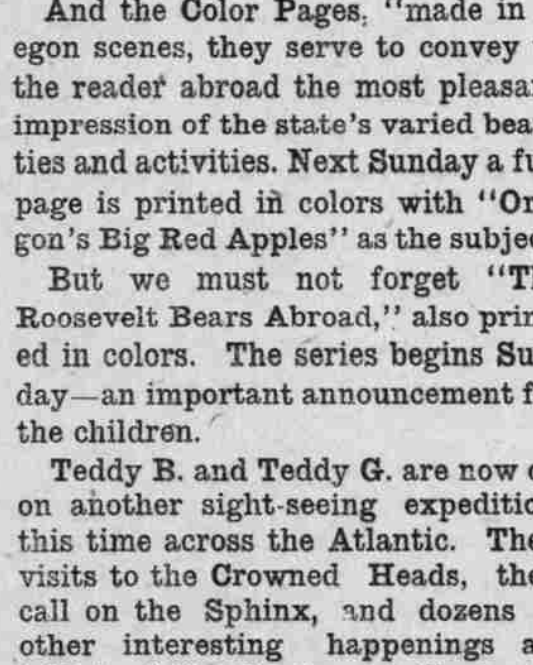 And the Color Pages, "made in
egon scenes, they serve to convey
the reader abroad the most pleasa
impression of the state's varied bea
ties and activities. Next Sunday a fu
page is printed in colors with "Or
gon's Big Red Apples" as the subje
But we must not forget "Th
Roosevelt Bears Abroad," also prin
ed in colors. The series begins Su
day—an important announcement f
the children.
Teddy B. and Teddy G. are now o
on another sight-seeing expeditio
this time across the Atlantic. The
visits to the Crowned Heads, the
call on the Sphinx, and dozens
other interesting happenings a